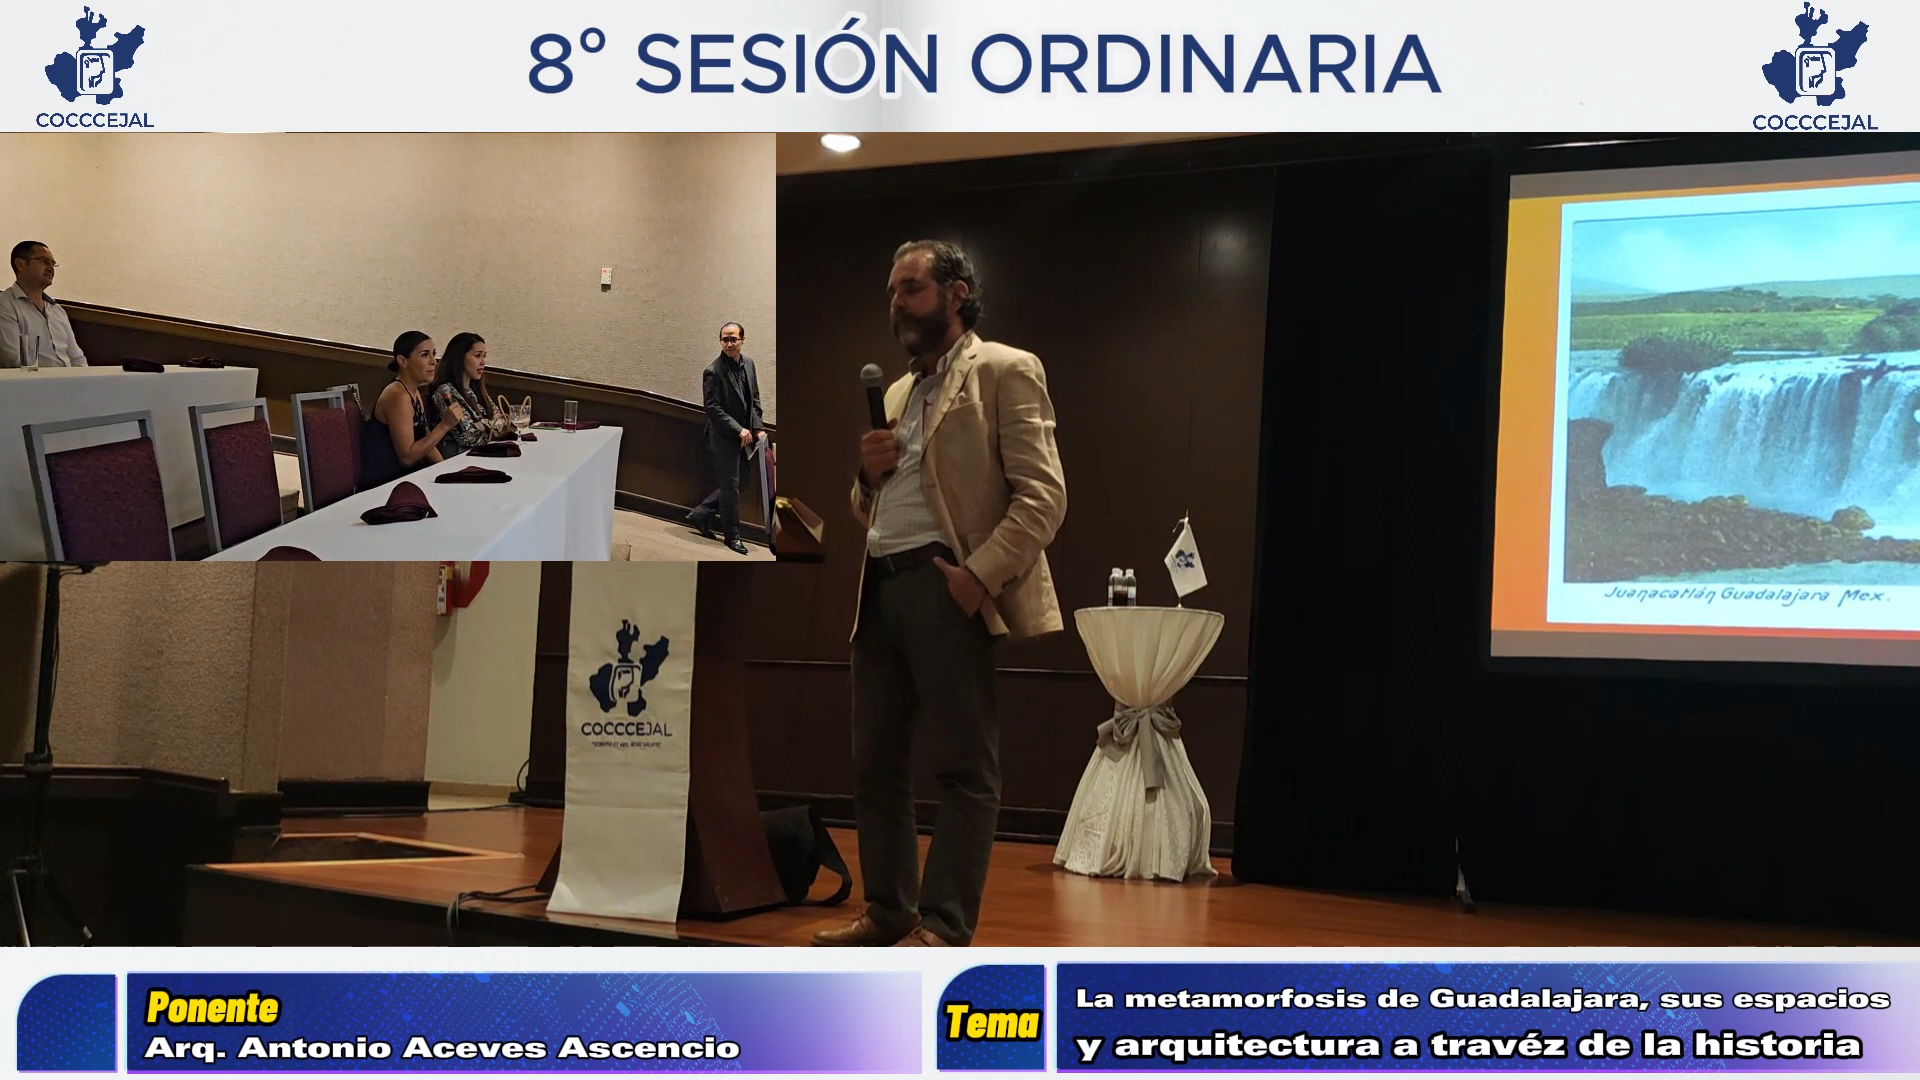 8° SESIÓN ORDINARIA
COCCCEJAL
COCCCEJAL
Juanacatlán Guadalajara Mex.
COCCCEJAL
Ponente
Arq. Antonio Aceves Ascencio
Tema
La metamorfosis de Guadalajara, sus espacios
y arquitectura a travéz de la historia